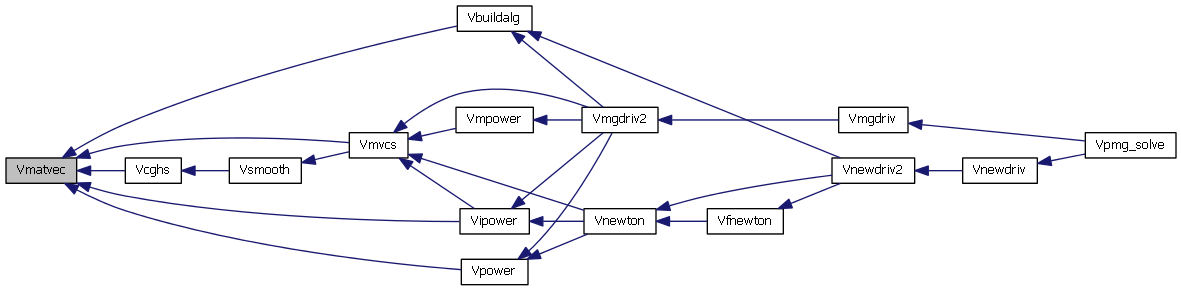 Vbuildalg
Vmpower
Vmgdriv2
Vmgdriv
Vmvcs
Vpmg_solve
Vmatvec
Vcghs
Vsmooth
Vnewdriv2
Vnewdriv
Vipower
Vnewton
Vfnewton
Vpower